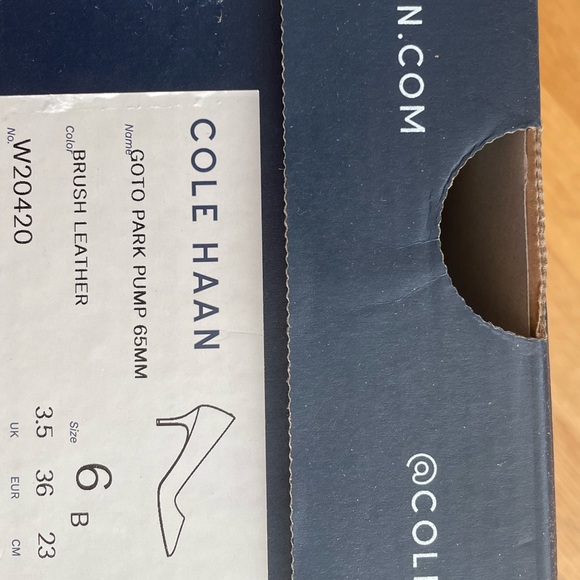 N.COM
@COL
COLE HAAN
Name GOTO PARK PUMP 65MM
Color BRUSH LEATHER
No. W20420
Size 6 B
3.5 36 23
UK EUR CM